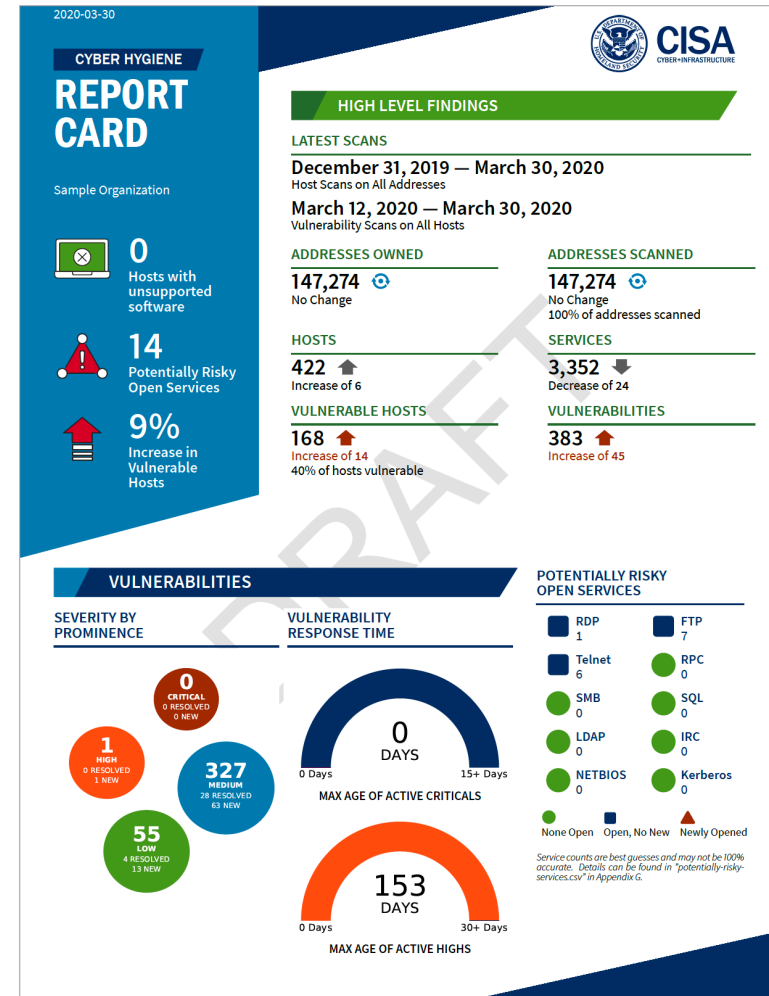 2020-03-30
CYBER HYGIENE
REPORT
CARD
Sample Organization
0
Hosts with
unsupported
software
14
Potentially Risky
Open Services
9%
Increase in
Vulnerable
Hosts
U.S. DEPARTMENT OF
HOMELAND SECURITY
CISA
CYBER+INFRASTRUCTURE
HIGH LEVEL FINDINGS
LATEST SCANS
December 31, 2019 — March 30, 2020
Host Scans on All Addresses
March 12, 2020 — March 30, 2020
Vulnerability Scans on All Hosts
ADDRESSES OWNED
147,274
No Change
ADDRESSES SCANNED
147,274
No Change
100% of addresses scanned
HOSTS
422
Increase of 6
SERVICES
3,352
Decrease of 24
VULNERABLE HOSTS
168
Increase of 14
40% of hosts vulnerable
VULNERABILITIES
383
Increase of 45
DRAFT
VULNERABILITIES
SEVERITY BY
PROMINENCE
0
CRITICAL
0 RESOLVED
0 NEW
1
HIGH
0 RESOLVED
1 NEW
327
MEDIUM
28 RESOLVED
63 NEW
55
LOW
4 RESOLVED
13 NEW
VULNERABILITY
RESPONSE TIME
0
DAYS
0 Days 15+ Days
MAX AGE OF ACTIVE CRITICALS
153
DAYS
0 Days 30+ Days
MAX AGE OF ACTIVE HIGHS
POTENTIALLY RISKY
OPEN SERVICES
RDP FTP
1 7
Telnet RPC
6 0
SMB SQL
0 0
LDAP IRC
0 0
NETBIOS Kerberos
0 0
None Open Open, No New Newly Opened
Service counts are best guesses and may not be 100%
accurate. Details can be found in "potentially-risky-
services.csv" in Appendix G.